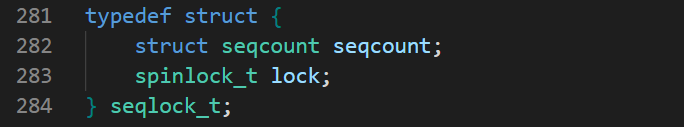 281 typedef struct {
282     struct seqcount seqcount;
283     spinlock_t lock;
284 } seqlock_t;